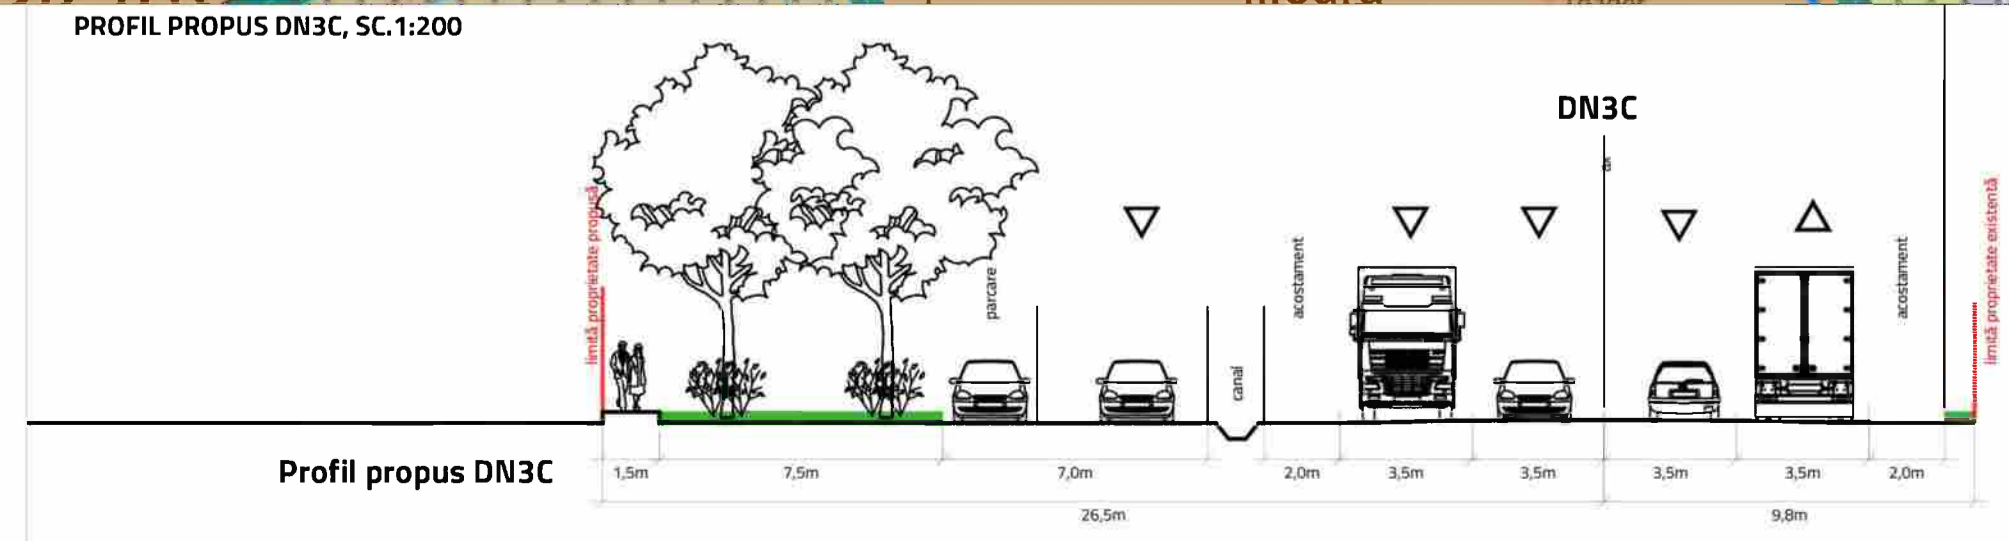 PROFIL PROPUS DN3C, SC.1:200
DN3C
ax
limită proprietate propusă
parcare
canal
acostament
acostament
limită proprietate existentă
1,5m
7,5m
7,0m
2,0m
3,5m
3,5m
3,5m
3,5m
2,0m
Profil propus DN3C
26,5m
9,8m